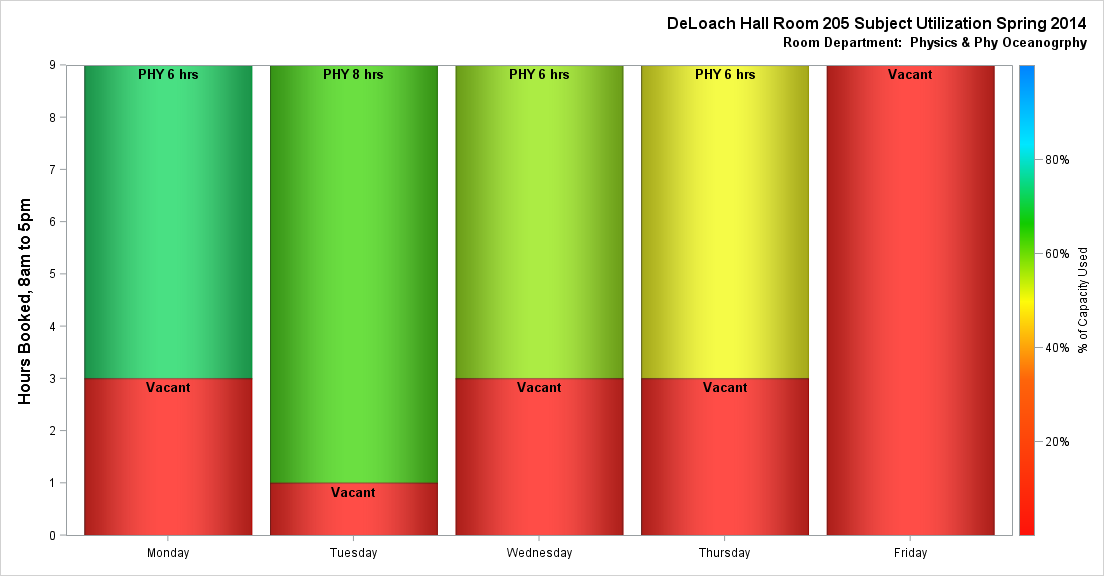 DeLoach Hall Room 205 Subject Utilization Spring 2014
Room Department:  Physics & Phy Oceanogrphy
Hours Booked, 8am to 5pm
9
8
7
6
5
4
3
2
1
0
PHY 6 hrs
PHY 8 hrs
PHY 6 hrs
PHY 6 hrs
Vacant
Vacant
Vacant
Vacant
Vacant
Monday
Tuesday
Wednesday
Thursday
Friday
80%
60%
40%
20%
% of Capacity Used